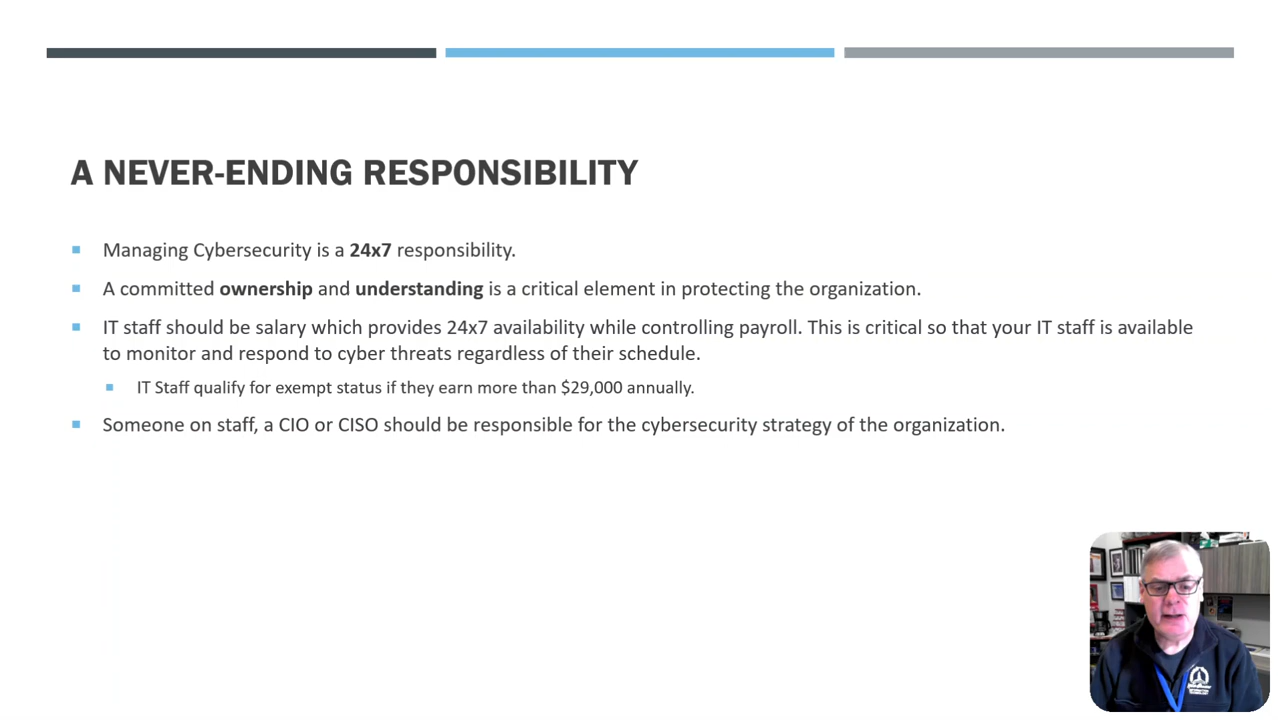 A NEVER-ENDING RESPONSIBILITY
Managing Cybersecurity is a 24x7 responsibility.
A committed ownership and understanding is a critical element in protecting the organization.
IT staff should be salary which provides 24x7 availability while controlling payroll. This is critical so that your IT staff is available
to monitor and respond to cyber threats regardless of their schedule.
IT Staff qualify for exempt status if they earn more than $29,000 annually.
Someone on staff, a CIO or CISO should be responsible for the cybersecurity strategy of the organization.